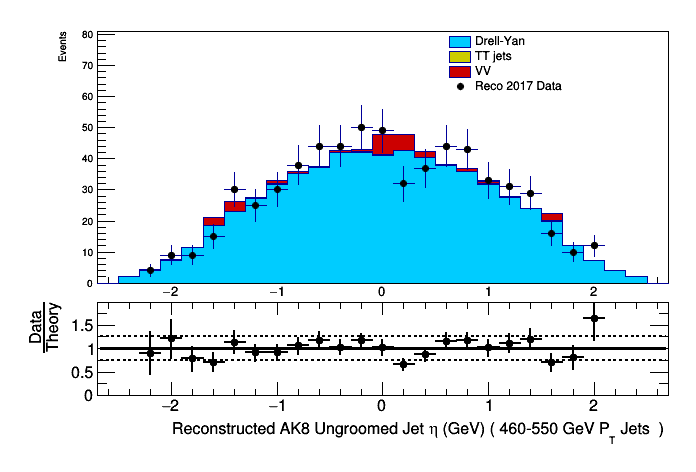 Events
80
70
60
50
40
30
20
10
0
Drell-Yan
TT jets
VV
Reco 2017 Data
−2 −1 0 1 2
Data
Theory
1.5
1
0.5
0
−2 −1 0 1 2
Reconstructed AK8 Ungroomed Jet η (GeV) ( 460-550 GeV P_T Jets )